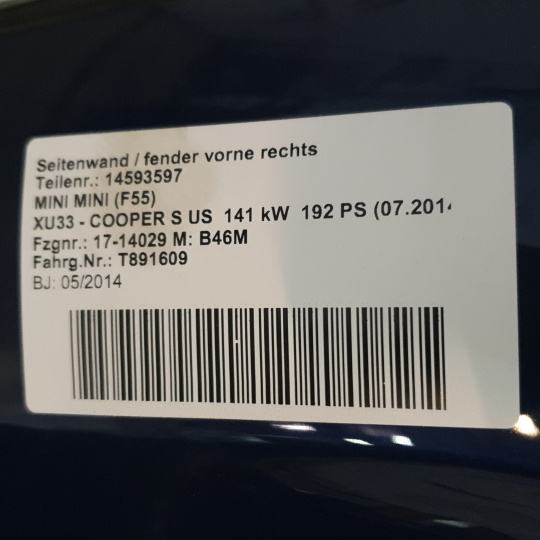 Seitenwand / fender vorne rechts
Teilenr.: 14593597
MINI MINI (F55)
XU33 - COOPER S US 141 kW 192 PS (07.201
Fzgnr.: 17-14029 M: B46M
Fahrg.Nr.: T891609
BJ: 05/2014